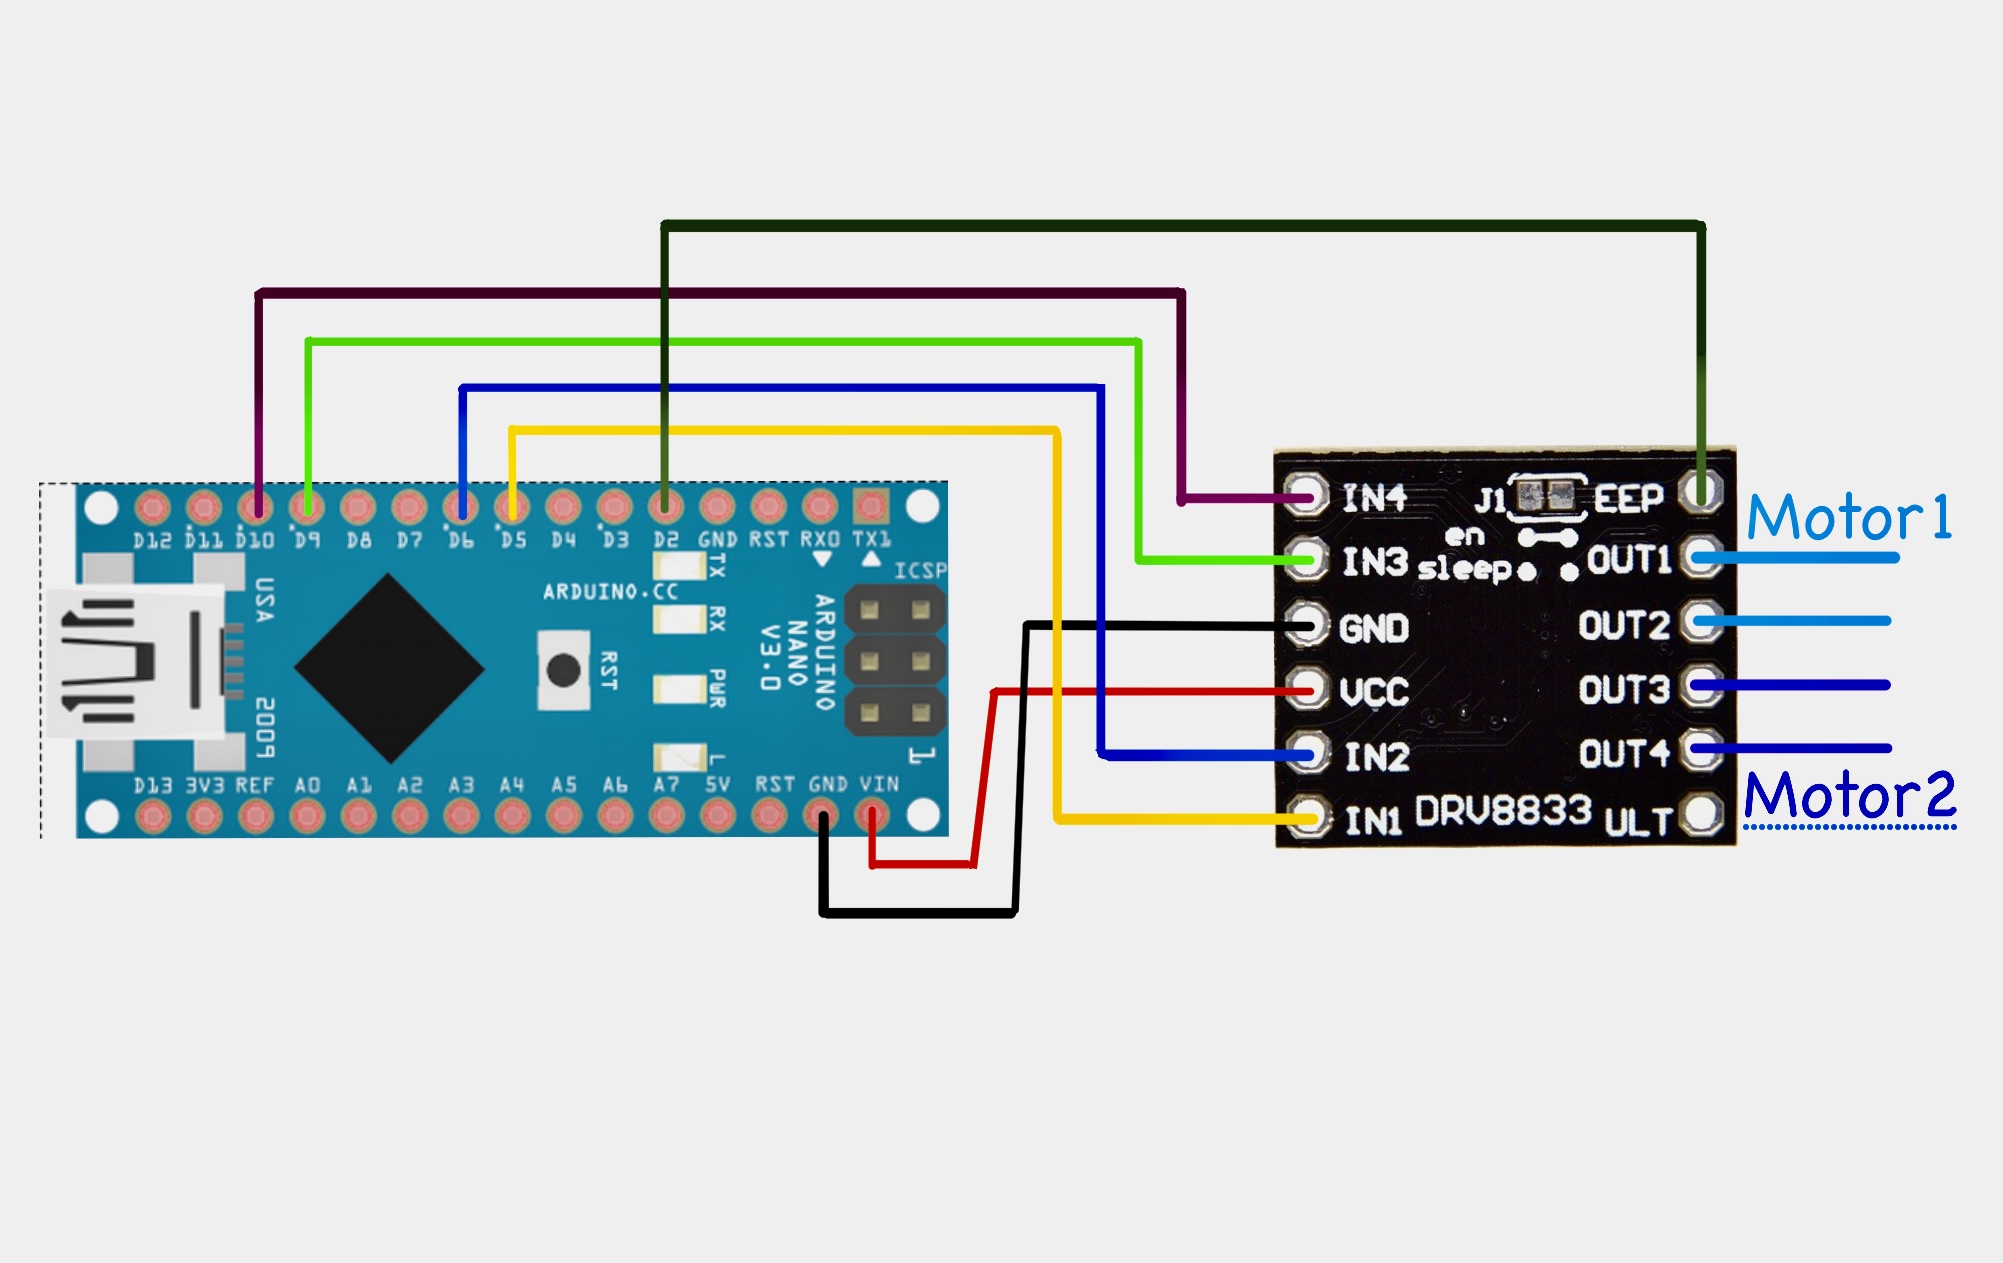 D12 D11 D10 D9 D8 D7 D6 D5 D4 D3 D2 GND RST RX0 TX1
USA
2009
ARDUINO.CC
RST
TX
RX
PWR
L
ARDUINO
NANO
V3.0
ICSP
1
D13 3V3 REF A0 A1 A2 A3 A4 A5 A6 A7 5V RST GND VIN
IN4
IN3
GND
VCC
IN2
IN1
J1
en
sleep
DRV8833
EEP
OUT1
OUT2
OUT3
OUT4
ULT
Motor1
Motor2